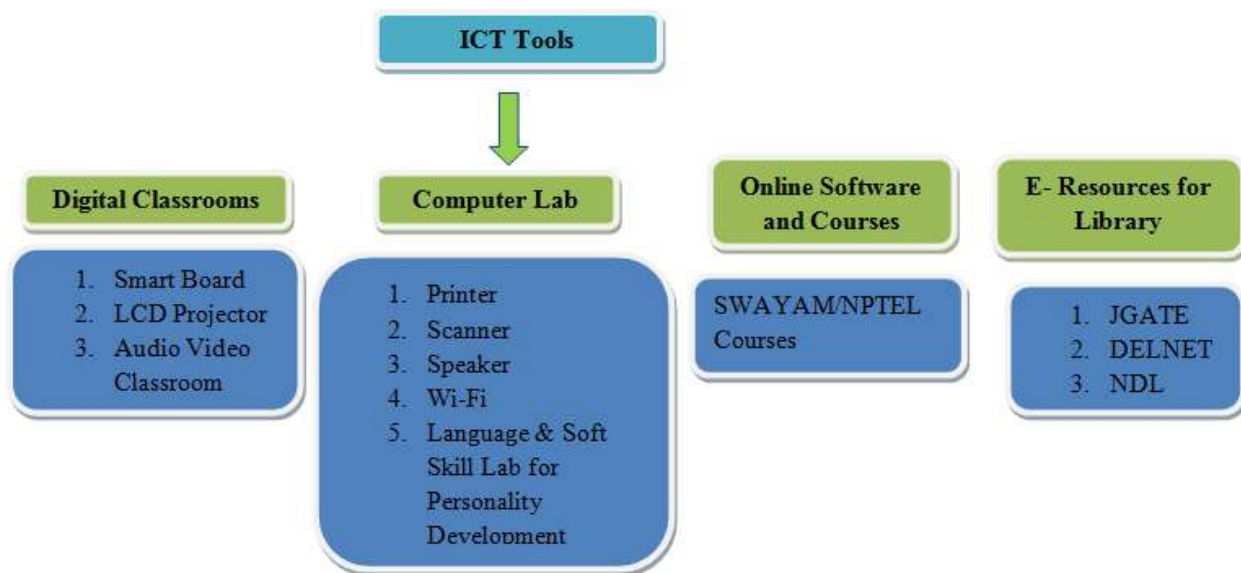 ICT Tools
Digital Classrooms
1. Smart Board
2. LCD Projector
3. Audio Video
Classroom
Computer Lab
1. Printer
2. Scanner
3. Speaker
4. Wi-Fi
5. Language & Soft
Skill Lab for
Personality
Development
Online Software
and Courses
SWAYAM/NPTEL
Courses
E- Resources for
Library
1. JGATE
2. DELNET
3. NDL